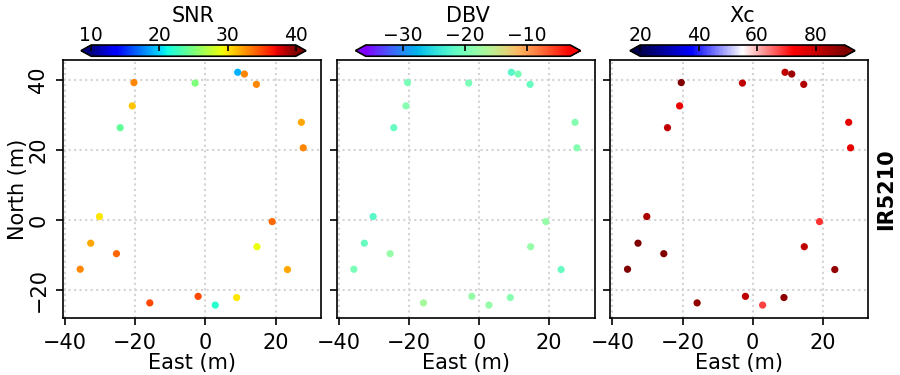 SNR DBV Xc
10 20 30 40 −30 −20 −10 20 40 60 80
40
20
0
−20
North (m)
IR5210
−40 −20 0 20 −40 −20 0 20 −40 −20 0 20
East (m) East (m) East (m)